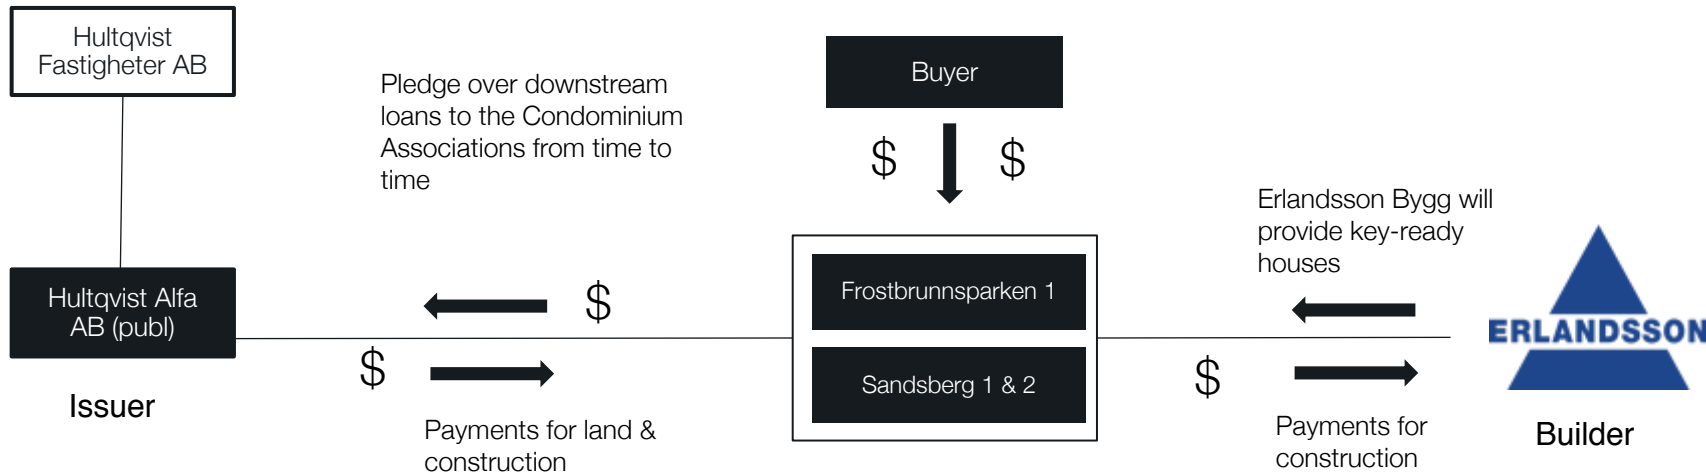 Hultqvist
Fastigheter AB
Pledge over downstream
loans to the Condominium
Associations from time to
time
Buyer
$
$
Erlandsson Bygg will
provide key-ready
houses
Hultqvist Alfa
AB (publ)
Issuer
$
$
Payments for land &
construction
Frostbrunnsparken 1
Sandsberg 1 & 2
$
Payments for
construction
ERLANDSSON
Builder